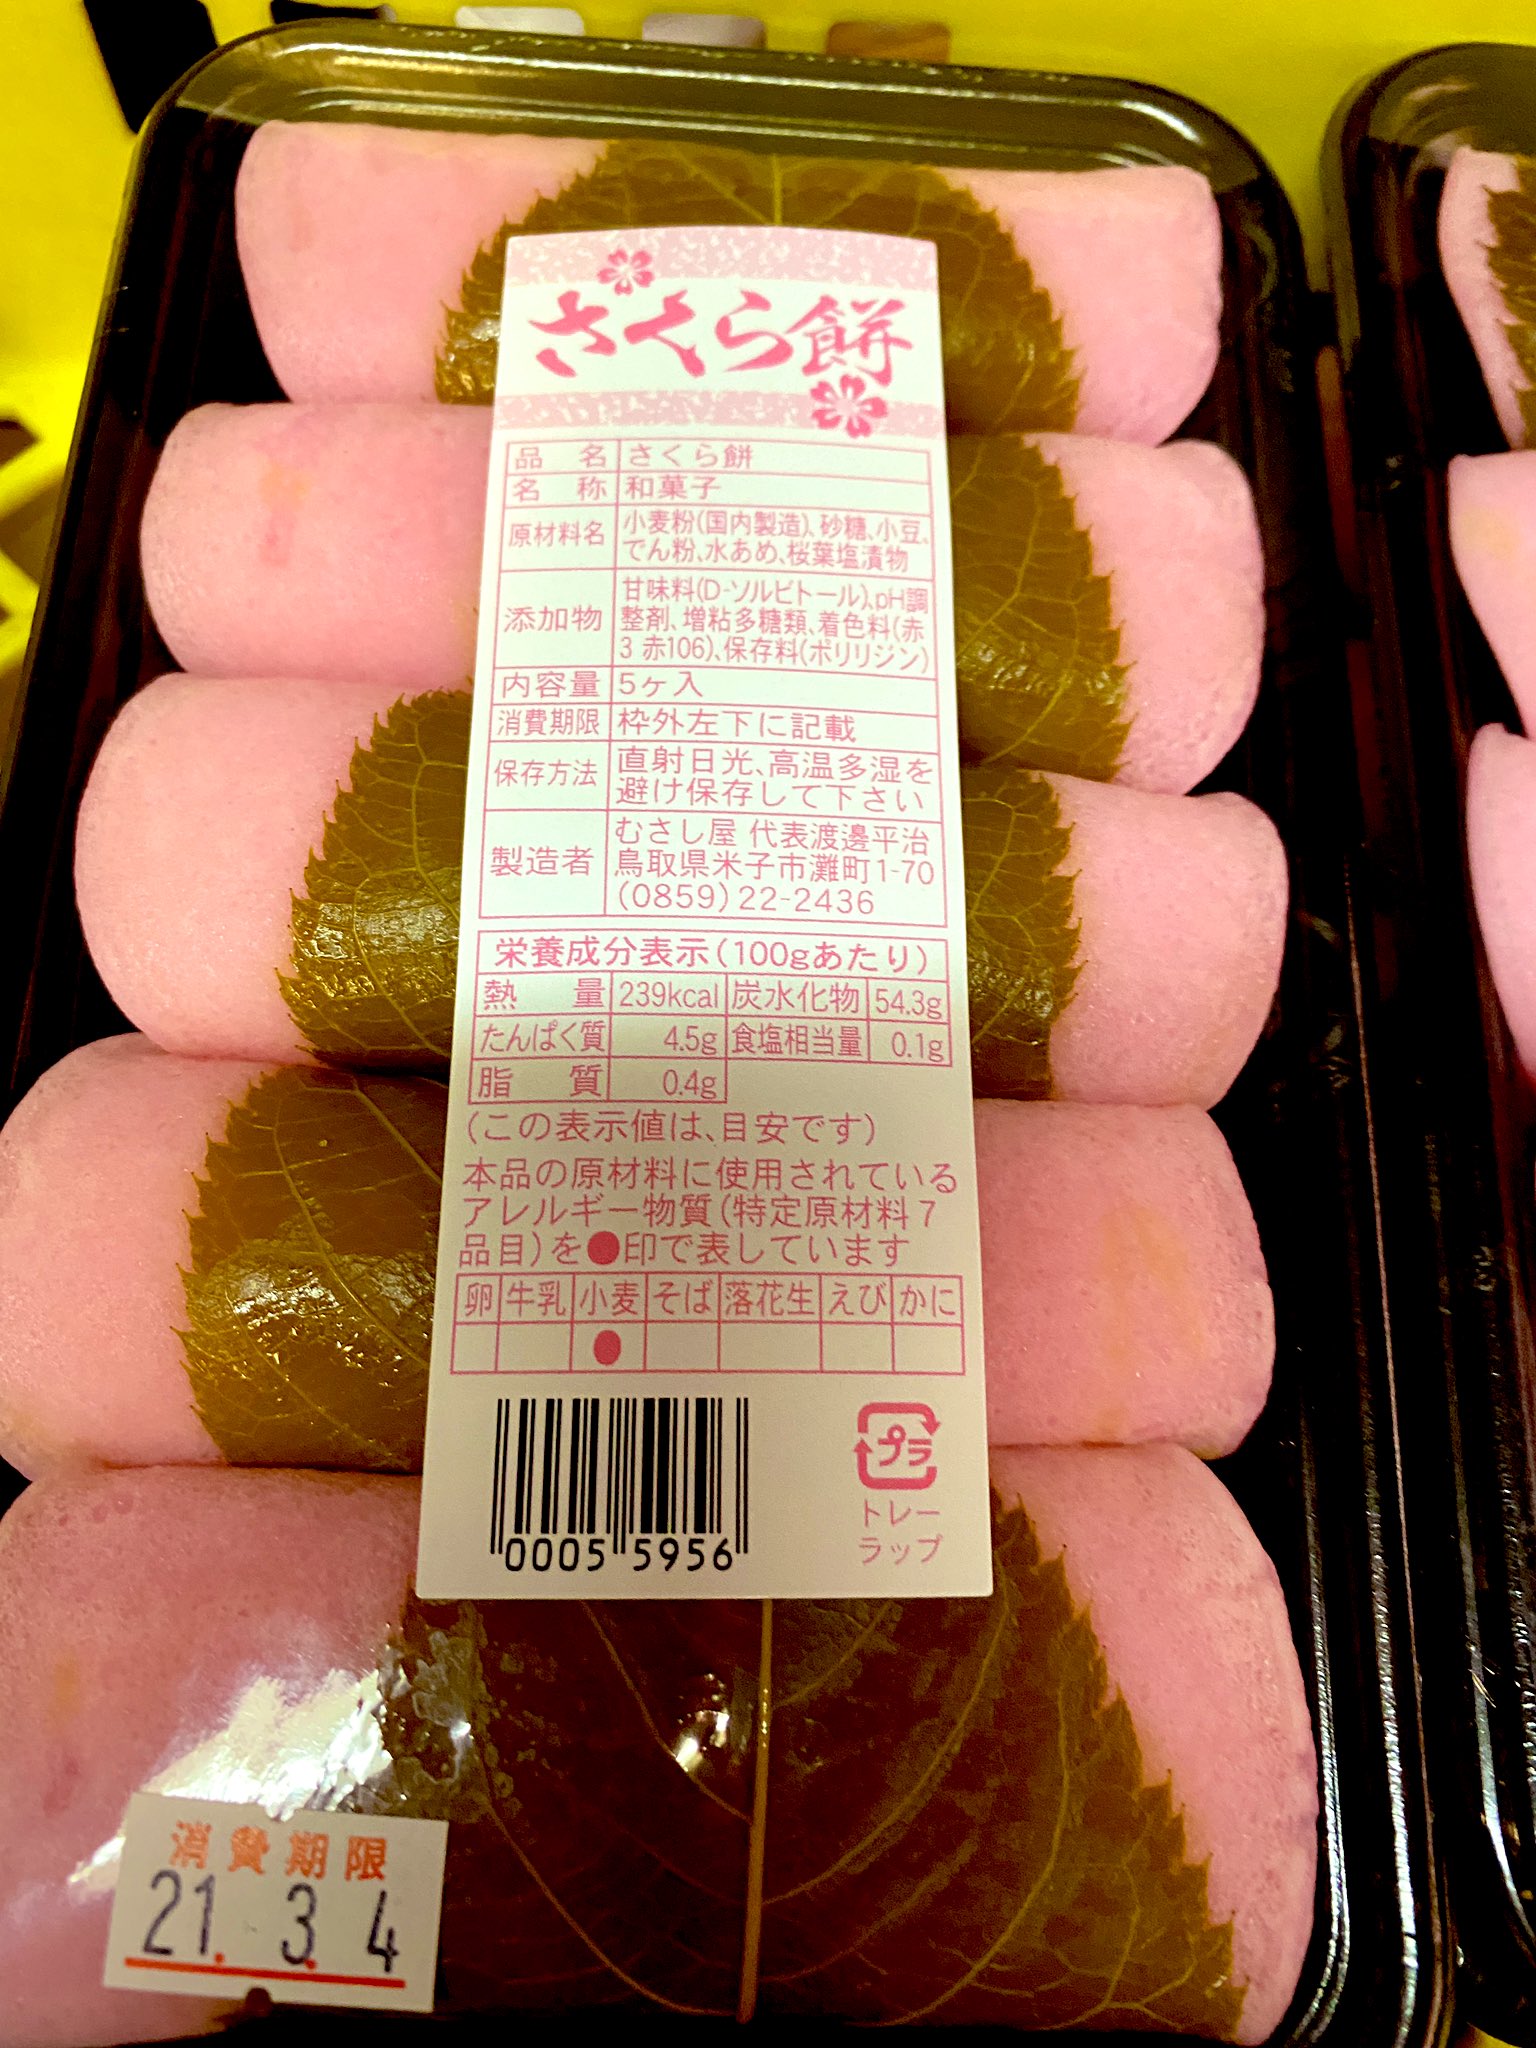 さくら餅
品名 さくら餅
名称 和菓子
原材料名 小麦粉(国内製造)、砂糖、小豆、
でん粉、水あめ、桜葉塩漬物
添加物 甘味料(D-ソルビトール)、pH調
整剤、増粘多糖類、着色料(赤
3 赤106)、保存料(ポリリジン)
内容量 5ヶ入
消費期限 枠外左下に記載
保存方法 直射日光、高温多湿を
避け保存して下さい
製造者 むさし屋 代表渡邊平治
鳥取県米子市灘町1-70
(0859)22-2436
栄養成分表示(100gあたり)
熱量 239kcal 炭水化物 54.3g
たんぱく質 4.5g 食塩相当量 0.1g
脂質 0.4g
(この表示値は、目安です)
本品の原材料に使用されている
アレルギー物質(特定原材料7
品目)を●印で表しています
卵 牛乳 小麦 そば 落花生 えび かに
●
プラ
トレー
ラップ
0005 5956
消費期限
21. 3. 4